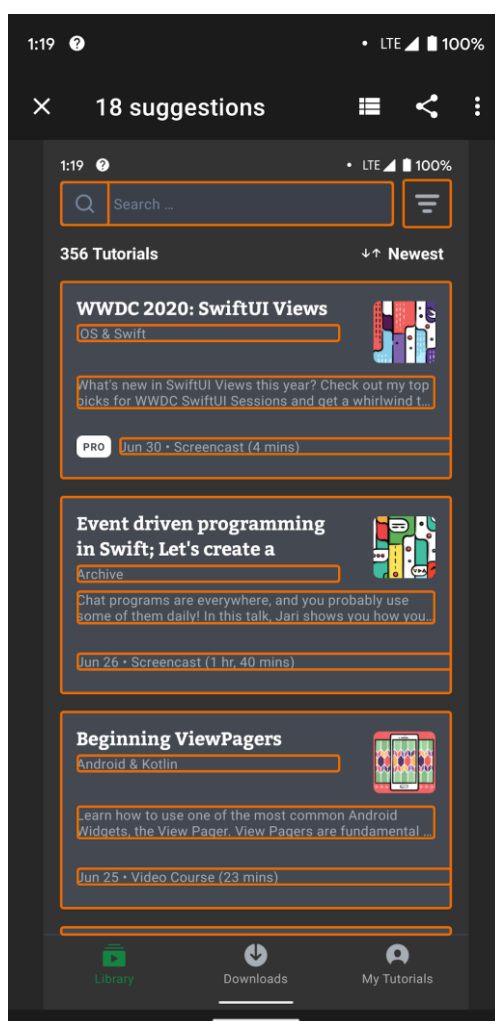 1:19 ? • LTE 100%
18 suggestions
1:19 ? • LTE 100%
Search …
356 Tutorials Newest
WWDC 2020: SwiftUI Views
iOS & Swift
What's new in SwiftUI Views this year? Check out my top
picks for WWDC SwiftUI Sessions and get a whirlwind t…
PRO Jun 30 • Screencast (4 mins)
Event driven programming
in Swift; Let's create a
Archive
Chat programs are everywhere, and you probably use
some of them daily! In this talk, Jari shows you how you…
Jun 26 • Screencast (1 hr, 40 mins)
Beginning ViewPagers
Android & Kotlin
Learn how to use one of the most common Android
Widgets, the View Pager. View Pagers are fundamental …
Jun 25 • Video Course (23 mins)
Library Downloads My Tutorials